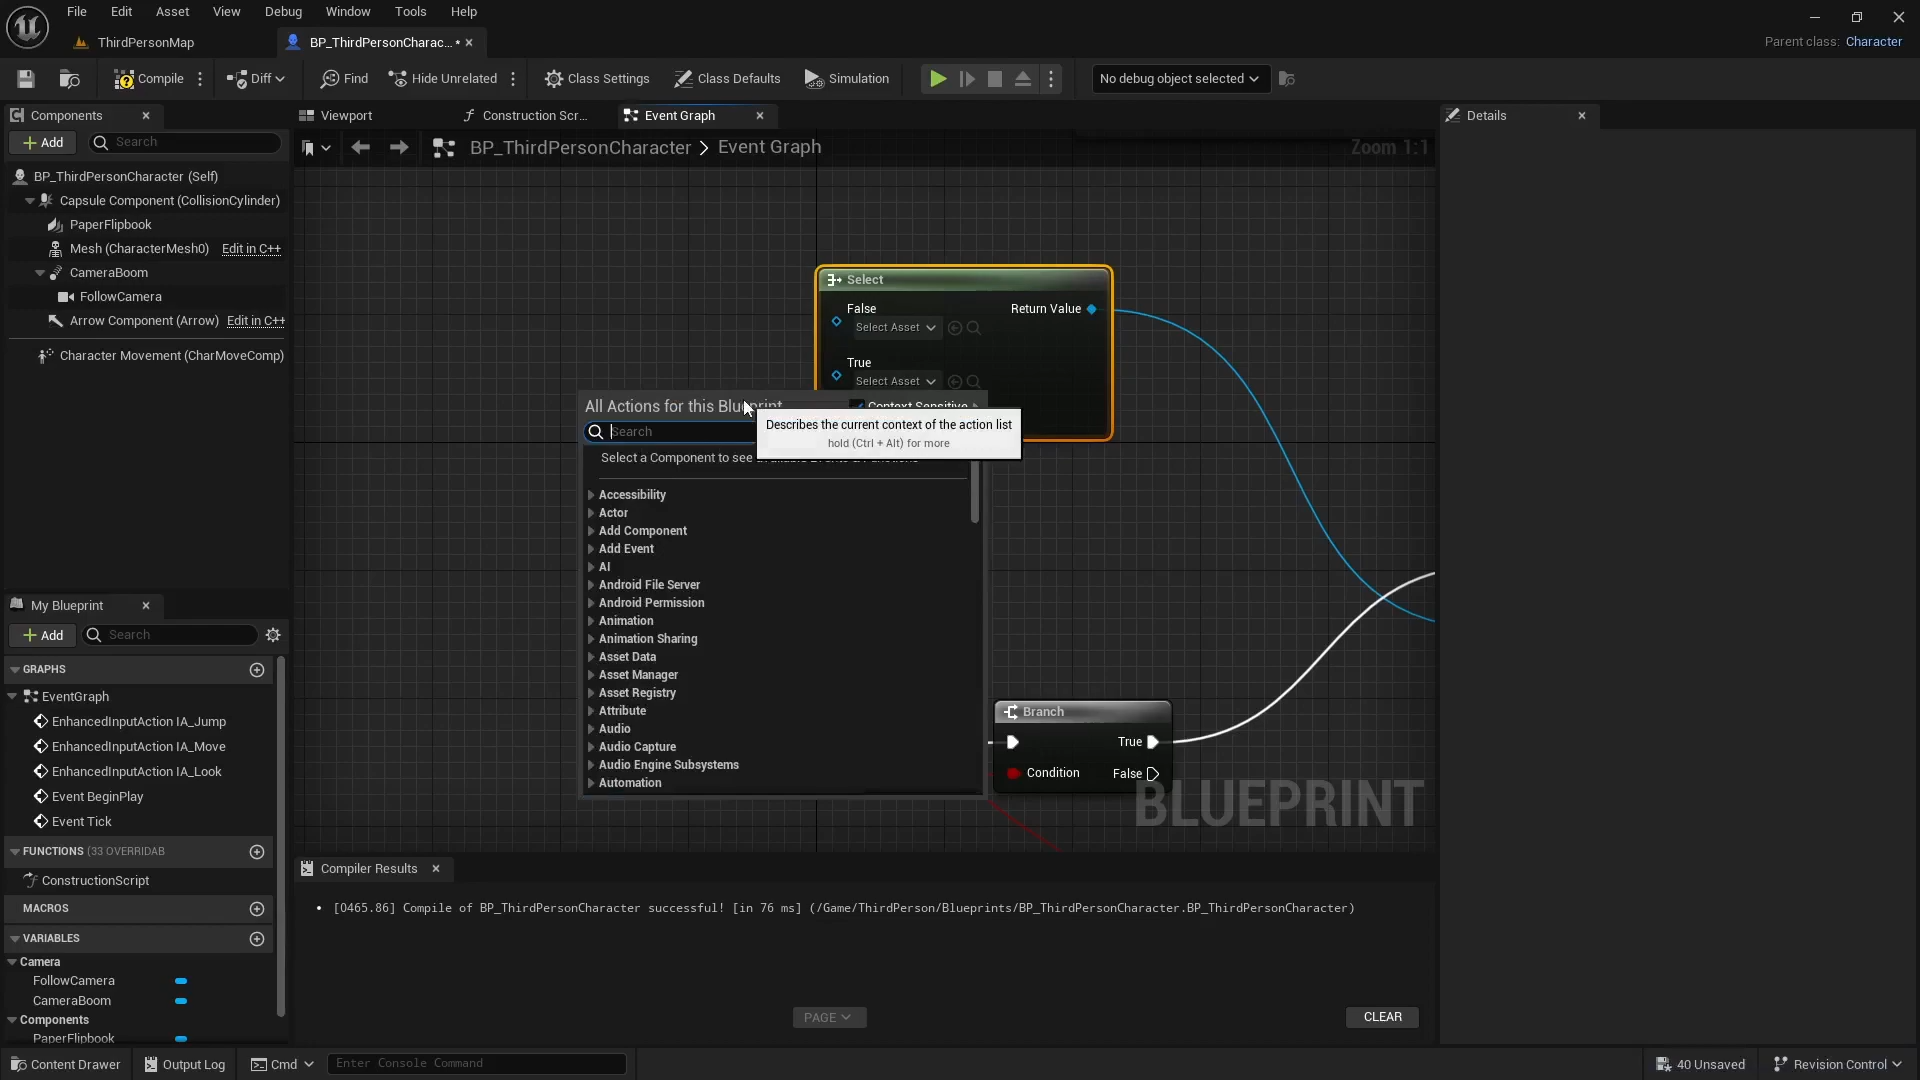 File Edit Asset View Debug Window Tools Help
ThirdPersonMap
BP_ThirdPersonCharac... *
Parent class: Character
Compile
Diff
Find
Hide Unrelated
Class Settings
Class Defaults
Simulation
No debug object selected
Components
Add
Search
BP_ThirdPersonCharacter (Self)
Capsule Component (CollisionCylinder)
PaperFlipbook
Mesh (CharacterMesh0) Edit in C++
CameraBoom
FollowCamera
Arrow Component (Arrow) Edit in C++
Character Movement (CharMoveComp)
My Blueprint
Add
Search
GRAPHS
EventGraph
EnhancedInputAction IA_Jump
EnhancedInputAction IA_Move
EnhancedInputAction IA_Look
Event BeginPlay
Event Tick
FUNCTIONS (33 OVERRIDAB
ConstructionScript
MACROS
VARIABLES
Camera
FollowCamera
CameraBoom
Components
PaperFlipbook
Viewport
Construction Scr...
Event Graph
BP_ThirdPersonCharacter > Event Graph
Zoom 1:1
Select
False
Return Value
Select Asset
True
Select Asset
All Actions for this Blueprint
Context Sensitive
Search
Describes the current context of the action list
hold (Ctrl + Alt) for more
Select a Component to see available Events & Functions
Accessibility
Actor
Add Component
Add Event
AI
Android File Server
Android Permission
Animation
Animation Sharing
Asset Data
Asset Manager
Asset Registry
Attribute
Audio
Audio Capture
Audio Engine Subsystems
Automation
Branch
True
Condition
False
BLUEPRINT
Compiler Results
• [0465.86] Compile of BP_ThirdPersonCharacter successful! [in 76 ms] (/Game/ThirdPerson/Blueprints/BP_ThirdPersonCharacter.BP_ThirdPersonCharacter)
PAGE
CLEAR
Details
Content Drawer
Output Log
Cmd
Enter Console Command
40 Unsaved
Revision Control